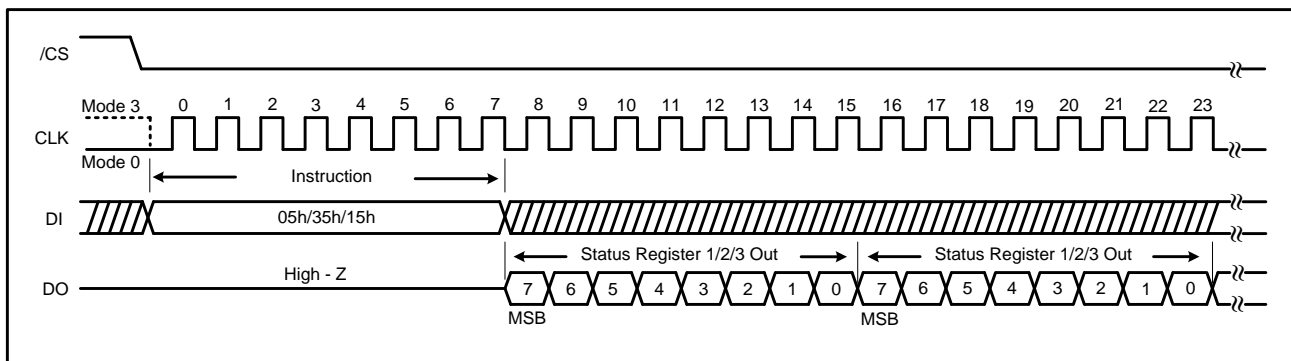 /CS
Mode 3 0 1 2 3 4 5 6 7 8 9 10 11 12 13 14 15 16 17 18 19 20 21 22 23
CLK
Mode 0
Instruction
DI 05h/35h/15h
Status Register 1/2/3 Out Status Register 1/2/3 Out
High - Z
DO 7 6 5 4 3 2 1 0 7 6 5 4 3 2 1 0
MSB MSB